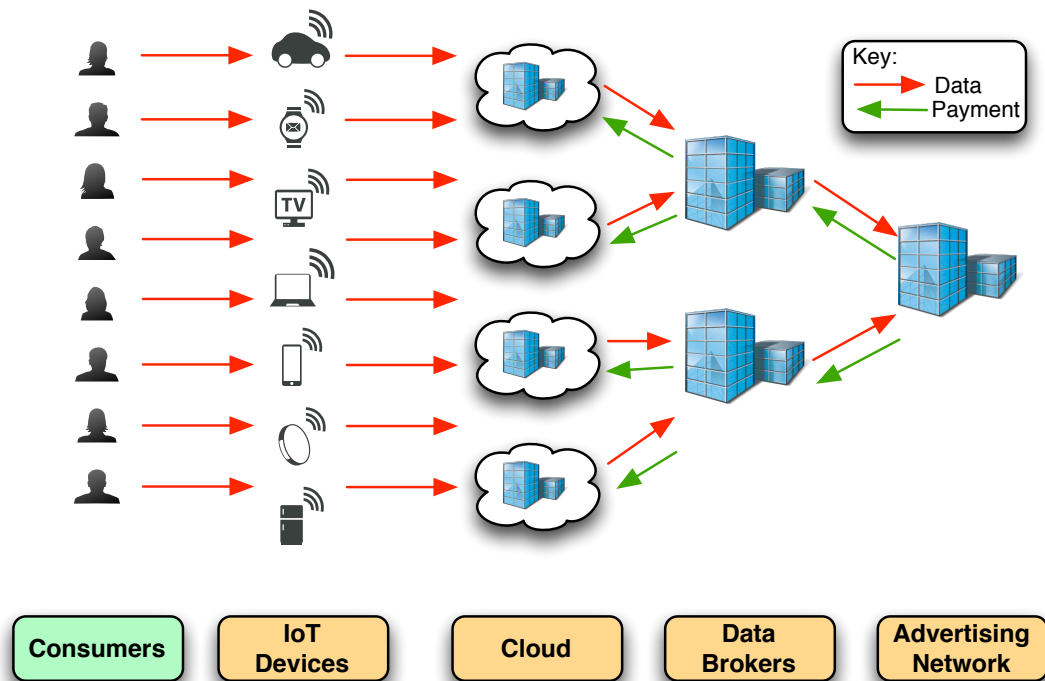 Key:
Data
Payment
TV
Consumers
IoT
Devices
Cloud
Data
Brokers
Advertising
Network